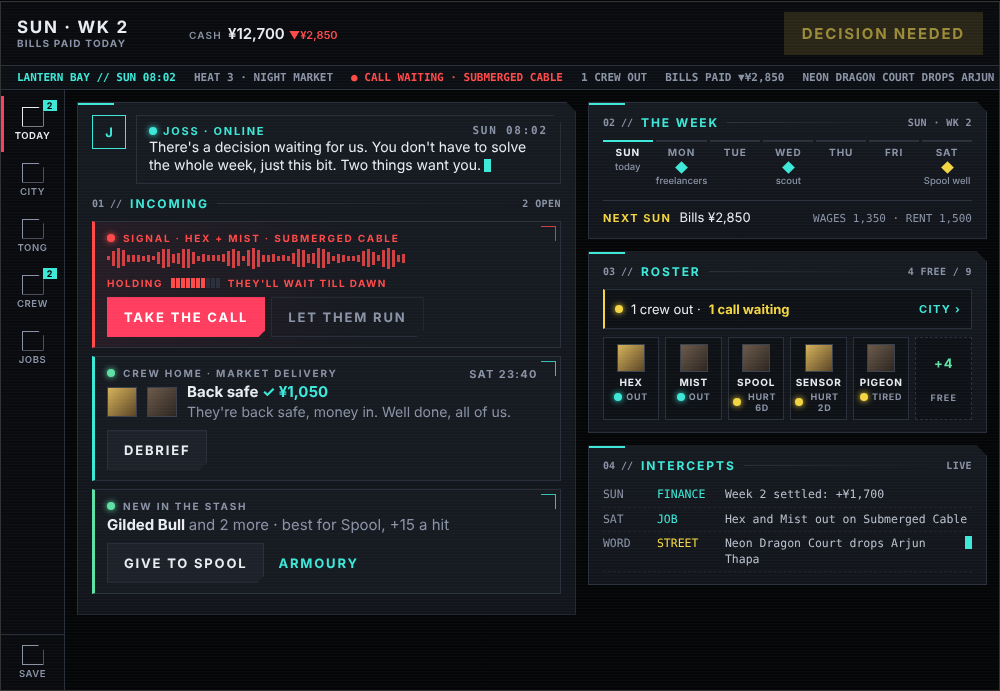 SUN · WK 2
BILLS PAID TODAY
CASH ¥12,700 ▼¥2,850
DECISION NEEDED
LANTERN BAY // SUN 08:02 HEAT 3 · NIGHT MARKET ● CALL WAITING · SUBMERGED CABLE 1 CREW OUT BILLS PAID ▼¥2,850 NEON DRAGON COURT DROPS ARJUN
2
TODAY
CITY
TONG
2
CREW
JOBS
SAVE
J
JOSS · ONLINE
SUN 08:02
There's a decision waiting for us. You don't have to solve
the whole week, just this bit. Two things want you.
01 // INCOMING
2 OPEN
SIGNAL · HEX + MIST · SUBMERGED CABLE
HOLDING THEY'LL WAIT TILL DAWN
TAKE THE CALL
LET THEM RUN
CREW HOME · MARKET DELIVERY
SAT 23:40
Back safe ✓ ¥1,050
They're back safe, money in. Well done, all of us.
DEBRIEF
NEW IN THE STASH
Gilded Bull and 2 more · best for Spool, +15 a hit
GIVE TO SPOOL
ARMOURY
02 // THE WEEK
SUN · WK 2
SUN MON TUE WED THU FRI SAT
today
freelancers scout Spool well
NEXT SUN Bills ¥2,850
WAGES 1,350 · RENT 1,500
03 // ROSTER
4 FREE / 9
1 crew out · 1 call waiting
CITY ›
HEX
OUT
MIST
OUT
SPOOL
HURT
6D
SENSOR
HURT
2D
PIGEON
TIRED
+4
FREE
04 // INTERCEPTS
LIVE
SUN FINANCE Week 2 settled: +¥1,700
SAT JOB Hex and Mist out on Submerged Cable
WORD STREET Neon Dragon Court drops Arjun
Thapa